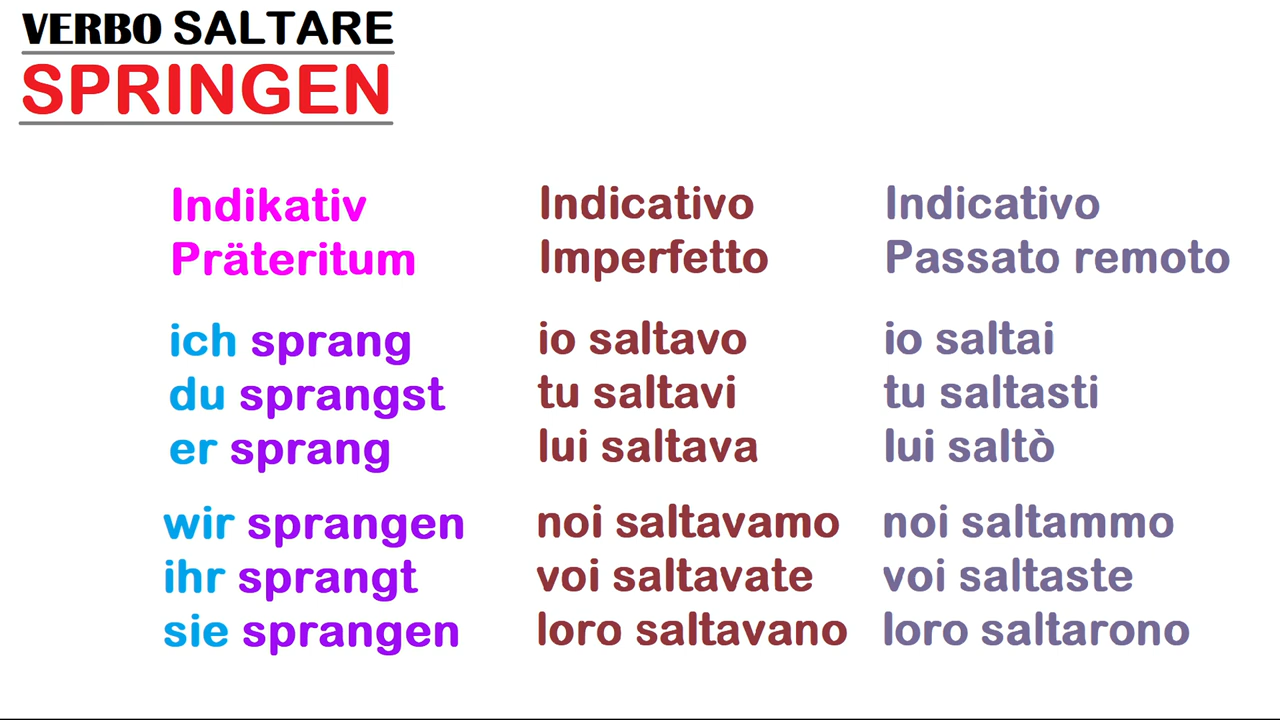 VERBO SALTARE
SPRINGEN
Indikativ
Präteritum
ich sprang
du sprangst
er sprang
wir sprangen
ihr sprangt
sie sprangen
Indicativo
Imperfetto
io saltavo
tu saltavi
lui saltava
noi saltavamo
voi saltavate
loro saltavano
Indicativo
Passato remoto
io saltai
tu saltasti
lui saltò
noi saltammo
voi saltaste
loro saltarono